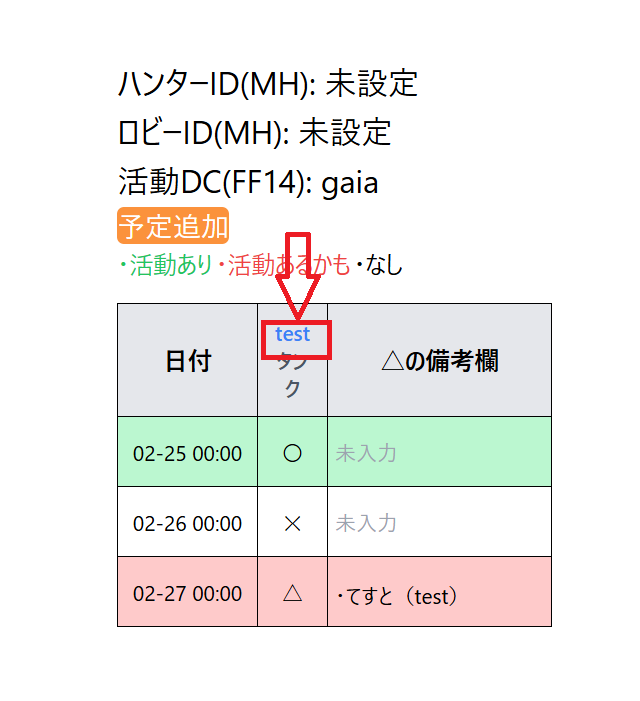 ハンターID(MH): 未設定
ロビーID(MH): 未設定
活動DC(FF14): gaia
予定追加
・活動あり・活動あるかも・なし
日付 test タンク △の備考欄
02-25 00:00 〇 未入力
02-26 00:00 × 未入力
02-27 00:00 △ ・てすと（test）